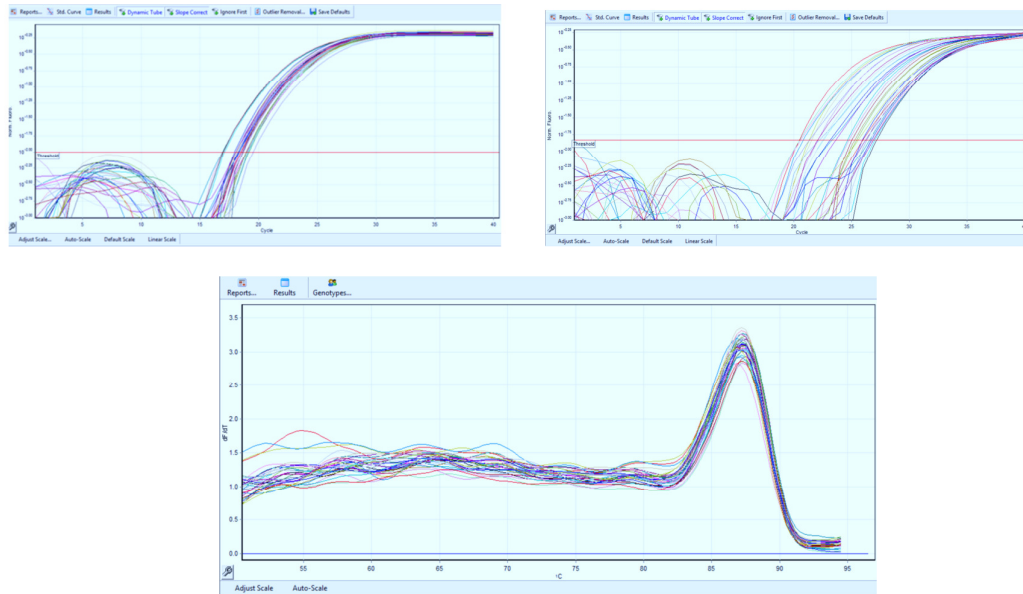 Reports... Std. Curve Results Dynamic Tube Slope Correct Ignore First Outlier Removal... Save Defaults
Norm. Fluoro
Threshold
5 10 15 20 25 30 35 40
Cycle
Adjust Scale... Auto-Scale Default Scale Linear Scale
Reports... Std. Curve Results Dynamic Tube Slope Correct Ignore First Outlier Removal... Save Defaults
Norm. Fluoro
Threshold
5 10 15 20 25 30 35 40
Cycle
Adjust Scale... Auto-Scale Default Scale Linear Scale
Reports... Results Genotypes...
3.5
3.0
2.5
2.0
1.5
1.0
0.5
0.0
dF/dT
55 60 65 70 75 80 85 90 95
°C
Adjust Scale Auto-Scale